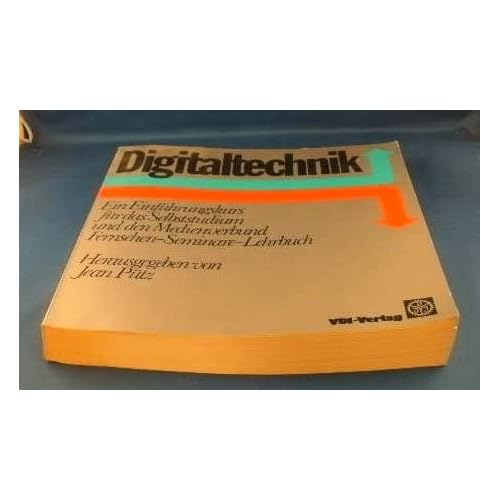 Digitaltechnik
Ein Einführungskurs
für das Selbststudium
und den Medienverbund
Fernsehen-Seminare-Lehrbuch
Herausgegeben von
Jean Pütz
VDI-Verlag